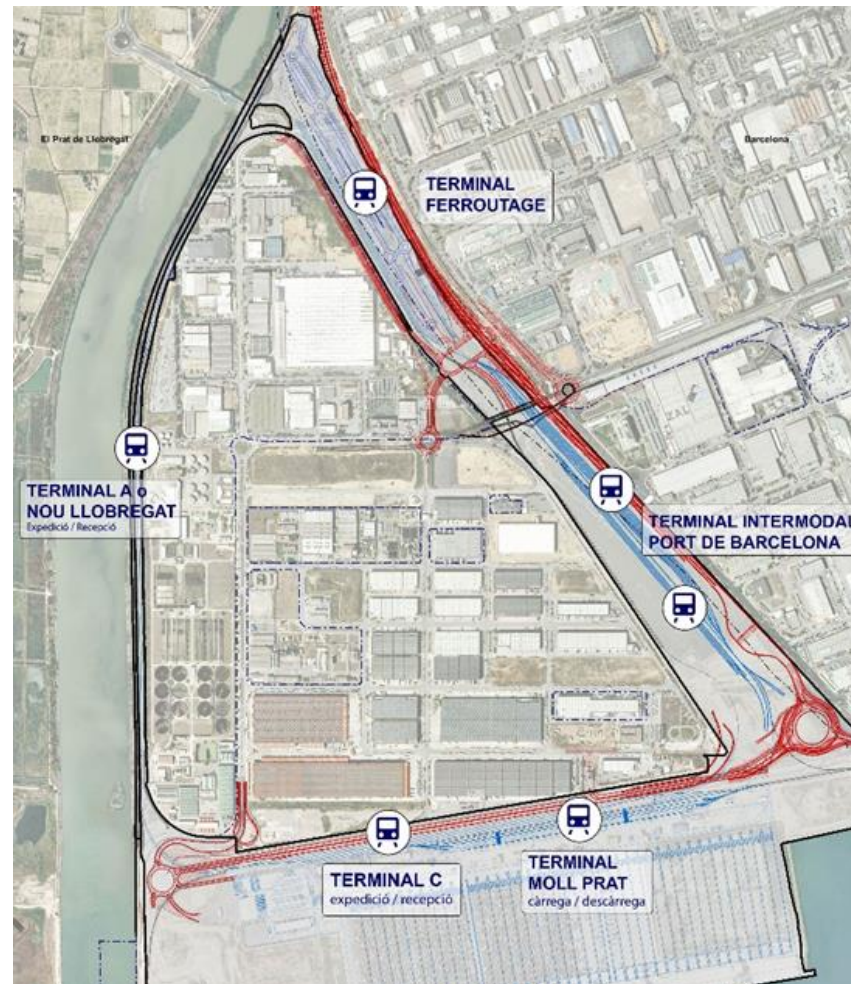 El Prat de Llobregat
Barcelona
TERMINAL
FERROUTAGE
ZAL
TERMINAL A o
NOU LLOBREGAT
Expedició / Recepció
TERMINAL INTERMODAL
PORT DE BARCELONA
TERMINAL C
expedició / recepció
TERMINAL
MOLL PRAT
càrrega / descàrrega